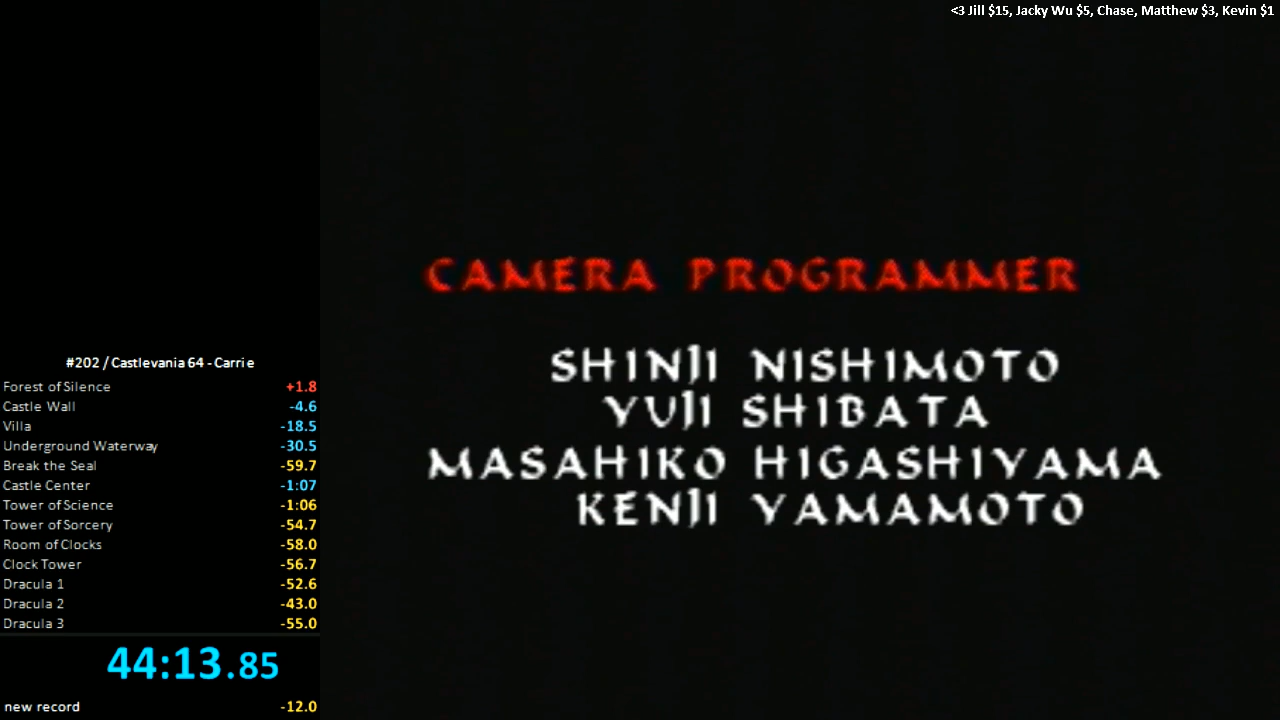 <3 Jill $15, Jacky Wu $5, Chase, Matthew $3, Kevin $1
#202 / Castlevania 64 - Carrie
Forest of Silence +1.8
Castle Wall -4.6
Villa -18.5
Underground Waterway -30.5
Break the Seal -59.7
Castle Center -1:07
Tower of Science -1:06
Tower of Sorcery -54.7
Room of Clocks -58.0
Clock Tower -56.7
Dracula 1 -52.6
Dracula 2 -43.0
Dracula 3 -55.0
44:13.85
new record -12.0
CAMERA PROGRAMMER
SHINJI NISHIMOTO
YUJI SHIBATA
MASAHIKO HIGASHIYAMA
KENJI YAMAMOTO